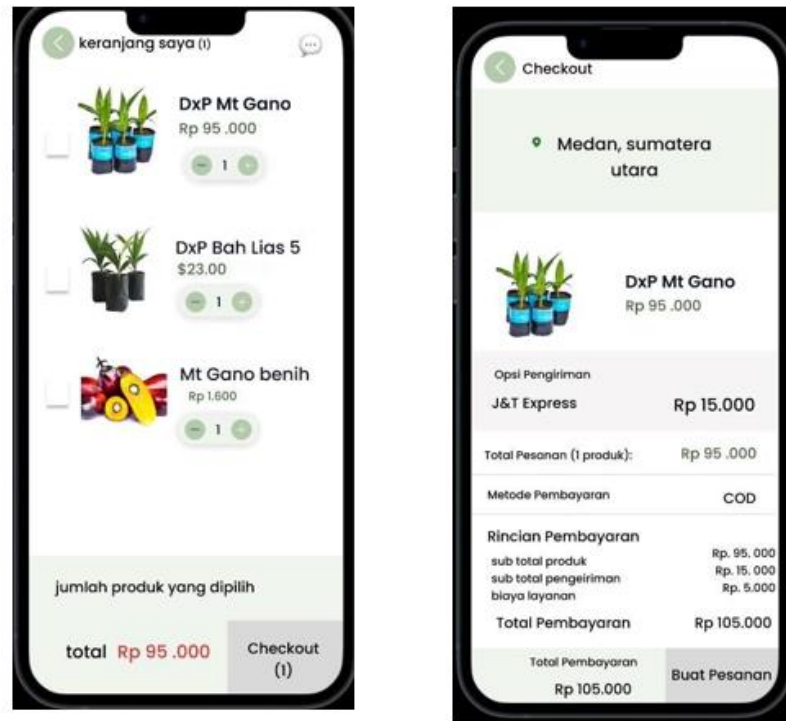 keranjang saya (1)
DxP Mt Gano
Rp 95 .000
1
DxP Bah Lias 5
$23.00
1
Mt Gano benih
Rp 1.600
1
jumlah produk yang dipilih
total Rp 95 .000
Checkout
(1)
Checkout
Medan, sumatera
utara
DxP Mt Gano
Rp 95 .000
Opsi Pengiriman
J&T Express Rp 15.000
Total Pesanan (1 produk): Rp 95 .000
Metode Pembayaran COD
Rincian Pembayaran
sub total produk Rp. 95. 000
sub total pengeiriman Rp. 15. 000
biaya layanan Rp. 5.000
Total Pembayaran Rp 105.000
Total Pembayaran
Rp 105.000
Buat Pesanan